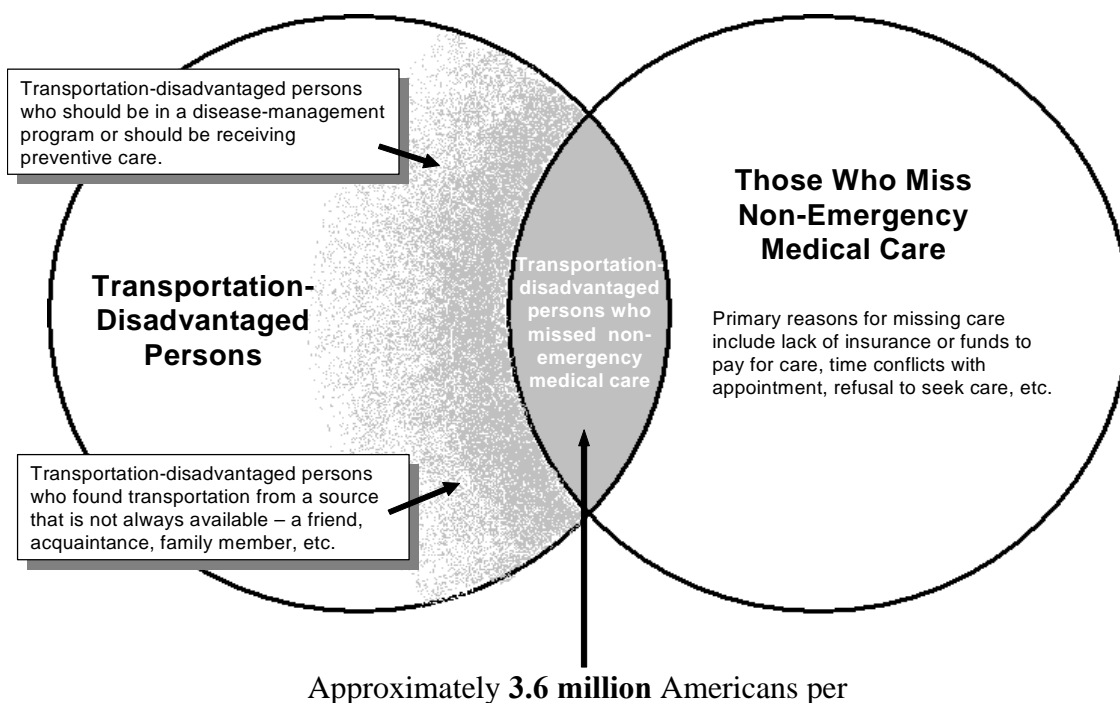 Transportation-disadvantaged persons
who should be in a disease-management
program or should be receiving
preventive care.
Transportation-
Disadvantaged
Persons
Transportation-disadvantaged persons
who found transportation from a source
that is not always available – a friend,
acquaintance, family member, etc.
Transportation-
disadvantaged
persons who
missed non-
emergency
medical care
Those Who Miss
Non-Emergency
Medical Care
Primary reasons for missing care
include lack of insurance or funds to
pay for care, time conflicts with
appointment, refusal to seek care, etc.
Approximately 3.6 million Americans per